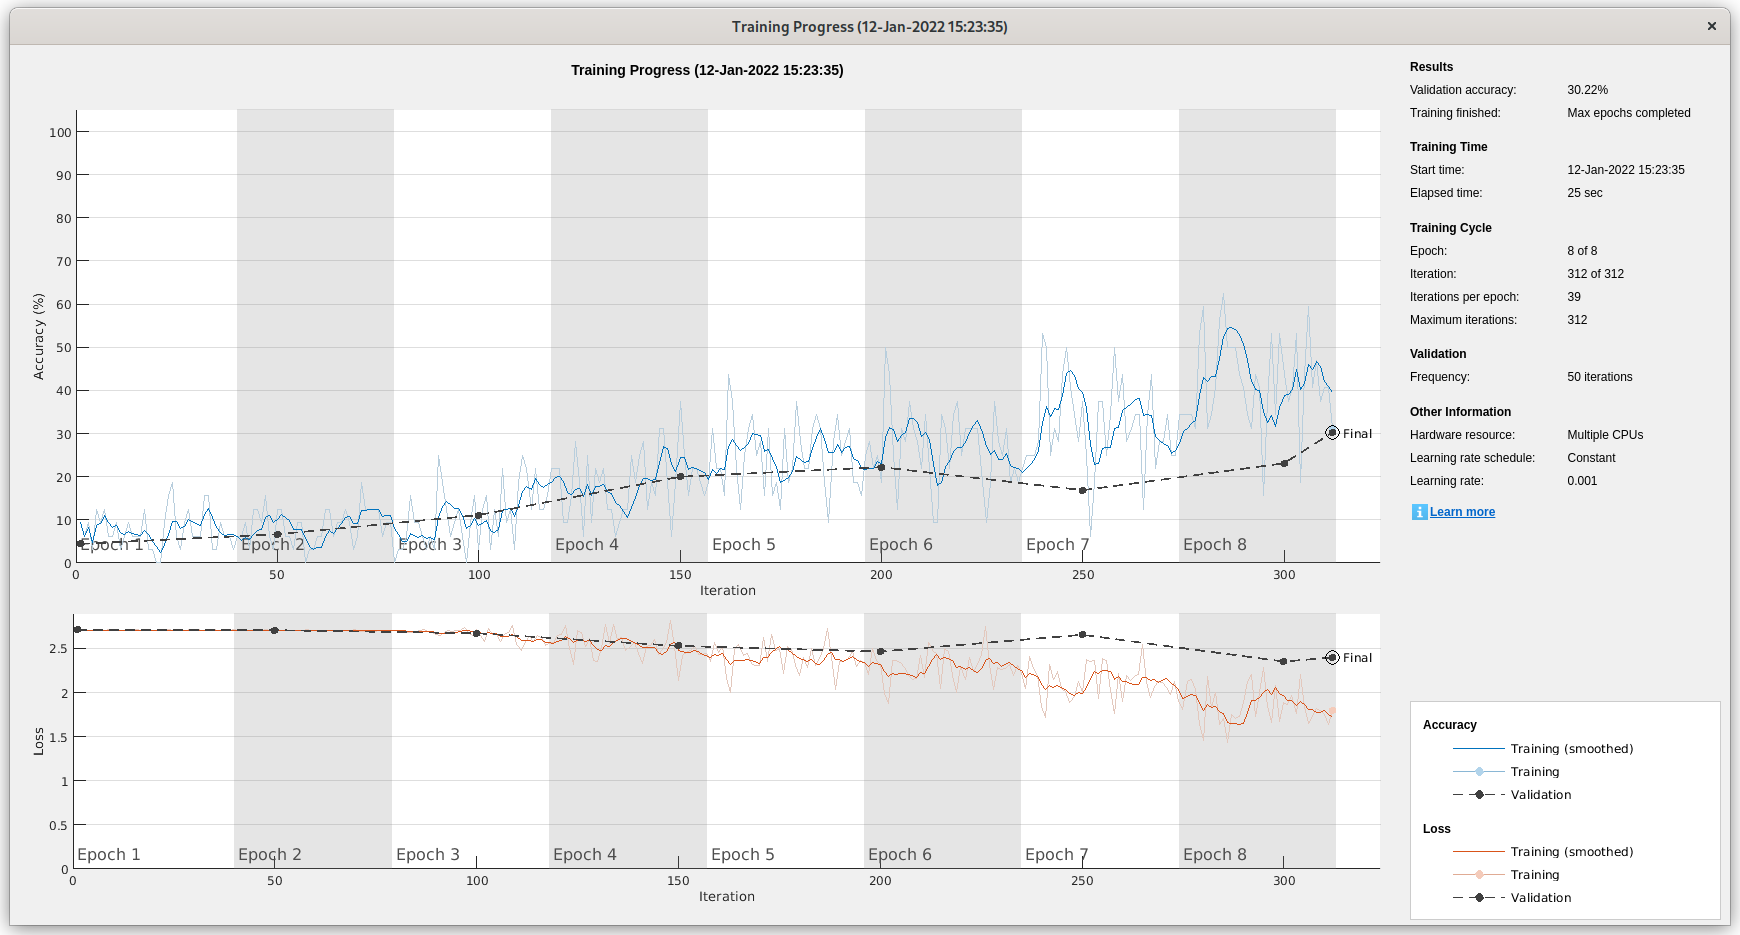 Training Progress (12-Jan-2022 15:23:35)
×
Training Progress (12-Jan-2022 15:23:35)
Accuracy (%)
100
90
80
70
60
50
40
30
20
10
0
Final
Epoch 1
Epoch 2
Epoch 3
Epoch 4
Epoch 5
Epoch 6
Epoch 7
Epoch 8
0
50
100
150
200
250
300
Iteration
Loss
2.5
2
1.5
1
0.5
0
Final
Epoch 1
Epoch 2
Epoch 3
Epoch 4
Epoch 5
Epoch 6
Epoch 7
Epoch 8
0
50
100
150
200
250
300
Iteration
Results
Validation accuracy: 30.22%
Training finished: Max epochs completed
Training Time
Start time: 12-Jan-2022 15:23:35
Elapsed time: 25 sec
Training Cycle
Epoch: 8 of 8
Iteration: 312 of 312
Iterations per epoch: 39
Maximum iterations: 312
Validation
Frequency: 50 iterations
Other Information
Hardware resource: Multiple CPUs
Learning rate schedule: Constant
Learning rate: 0.001
i Learn more
Accuracy
Training (smoothed)
Training
Validation
Loss
Training (smoothed)
Training
Validation